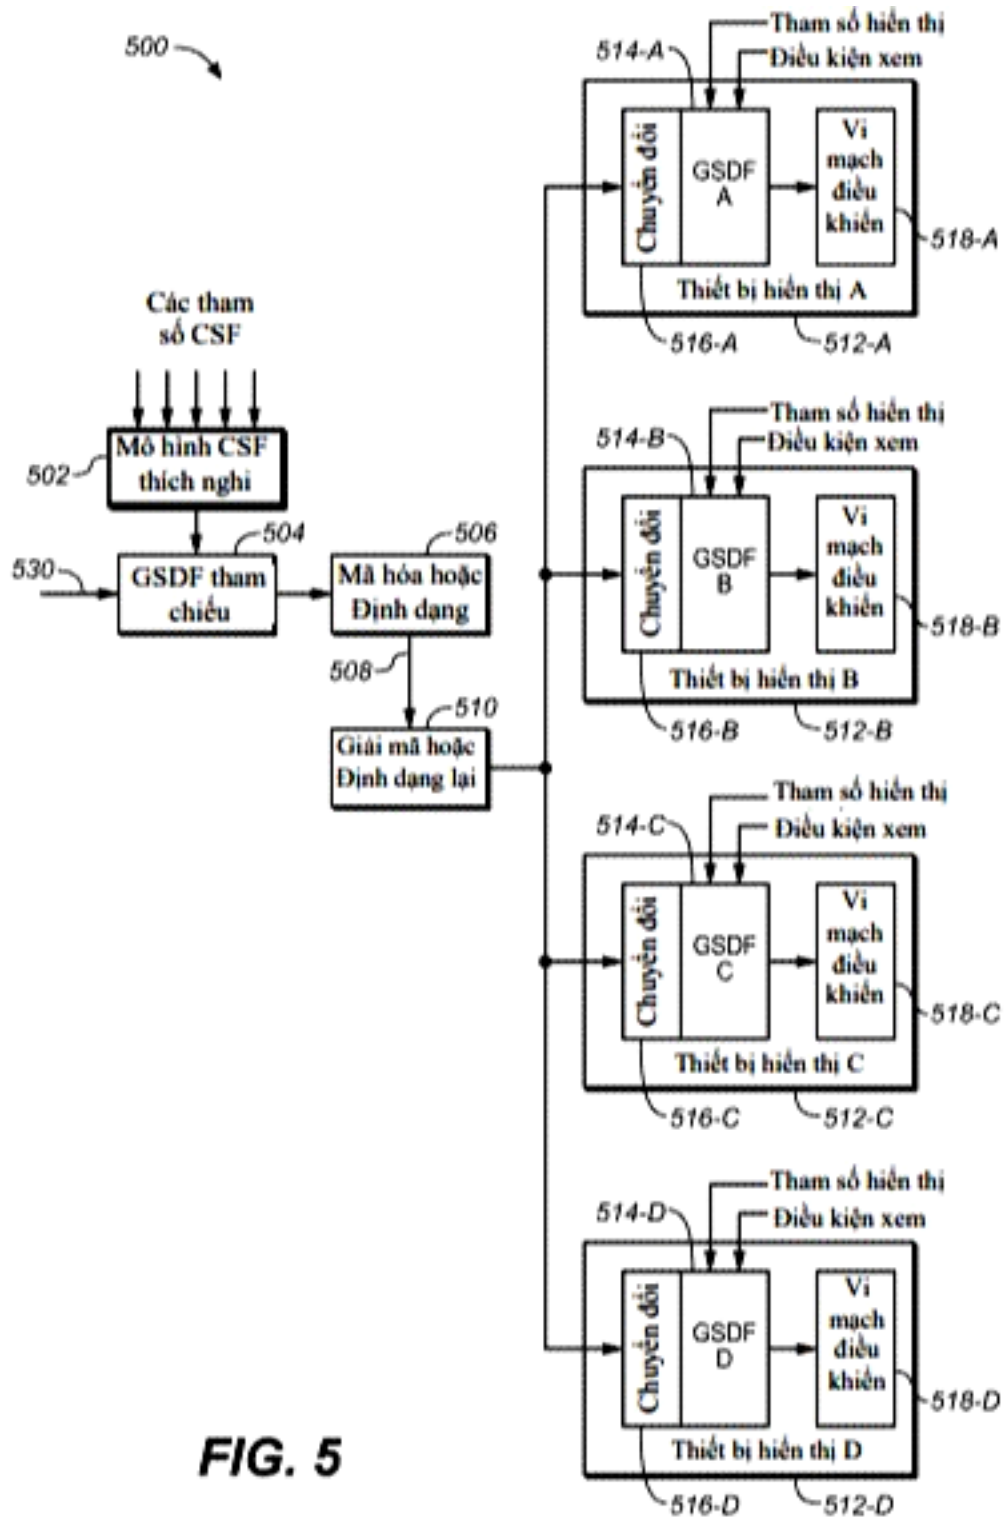 500
Các tham
số CSF
502
Mô hình CSF
thích nghi
504
530
GSDF tham
chiếu
506
Mã hóa hoặc
Định dạng
508
510
Giải mã hoặc
Định dạng lại
Tham số hiển thị
514-A
Điều kiện xem
Chuyển đổi
GSDF
A
Vi
mạch
điều
khiển
518-A
Thiết bị hiển thị A
516-A
512-A
Tham số hiển thị
514-B
Điều kiện xem
Chuyển đổi
GSDF
B
Vi
mạch
điều
khiển
518-B
Thiết bị hiển thị B
516-B
512-B
Tham số hiển thị
514-C
Điều kiện xem
Chuyển đổi
GSDF
C
Vi
mạch
điều
khiển
518-C
Thiết bị hiển thị C
516-C
512-C
Tham số hiển thị
514-D
Điều kiện xem
Chuyển đổi
GSDF
D
Vi
mạch
điều
khiển
518-D
Thiết bị hiển thị D
516-D
512-D
FIG. 5